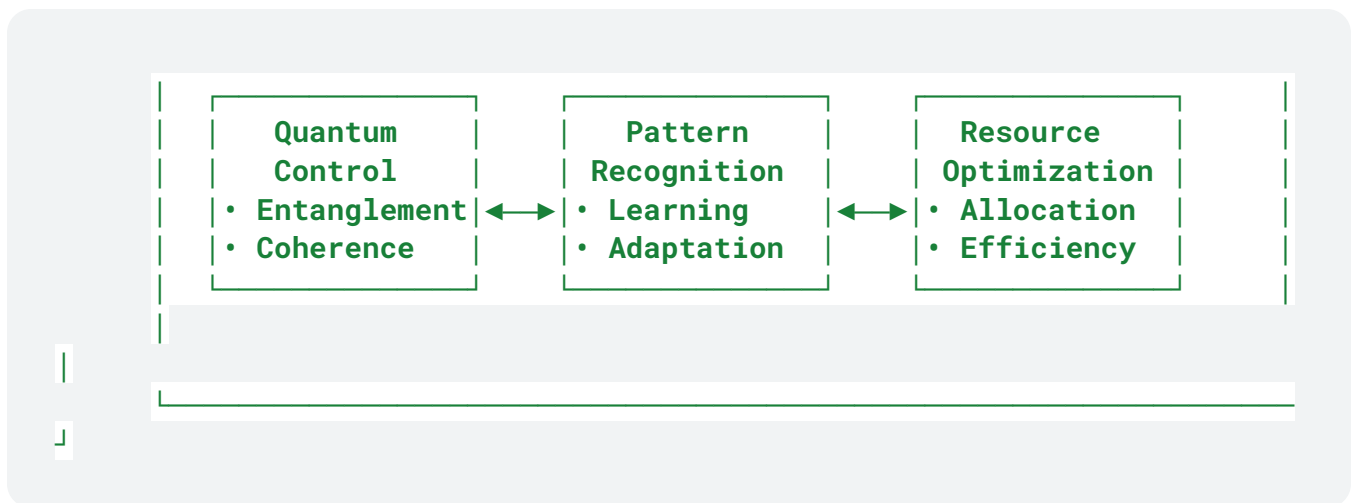 Quantum Pattern Resource
Control Recognition Optimization
• Entanglement • Learning • Allocation
• Coherence • Adaptation • Efficiency